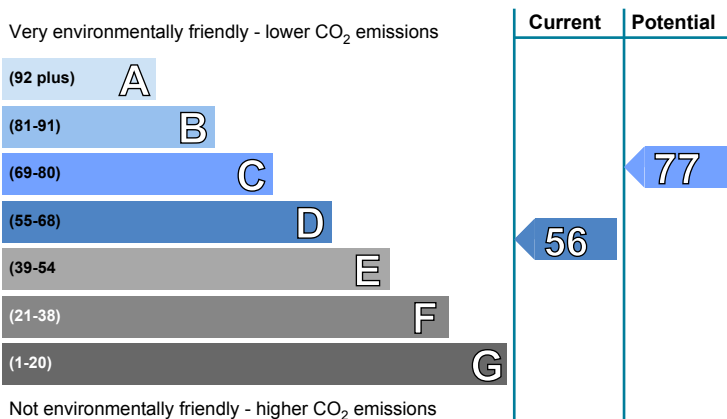 Current Potential
Very environmentally friendly - lower CO2 emissions
(92 plus) A
(81-91) B
(69-80) C
77
(55-68) D
56
(39-54 E
(21-38) F
(1-20) G
Not environmentally friendly - higher CO2 emissions